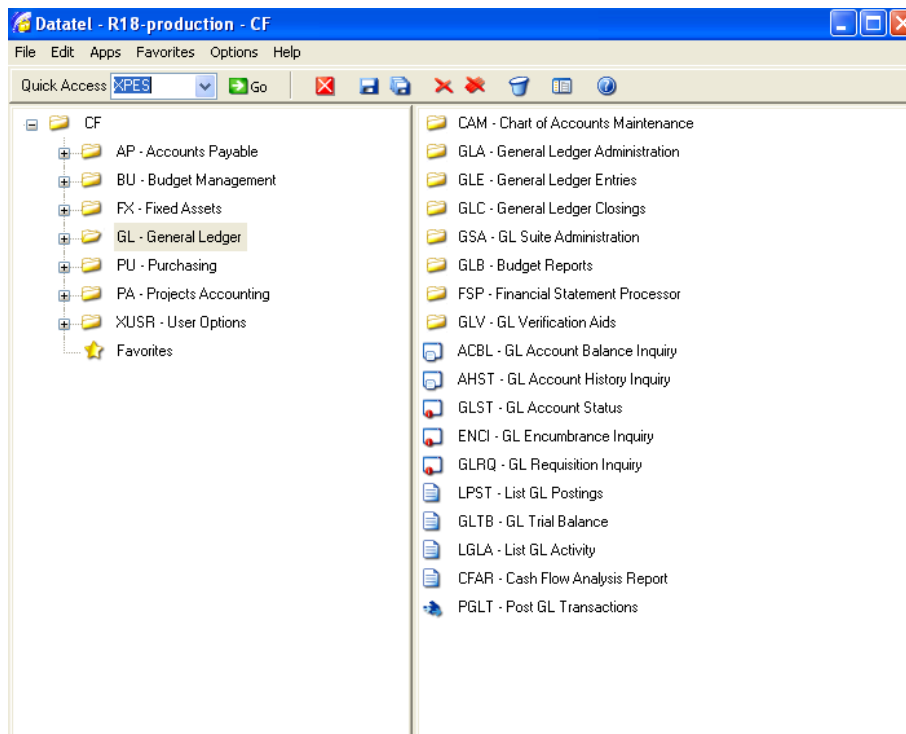 Datatel - R18-production - CF
File Edit Apps Favorites Options Help
Quick Access XPES Go
CF
AP - Accounts Payable
BU - Budget Management
FX - Fixed Assets
GL - General Ledger
PU - Purchasing
PA - Projects Accounting
XUSR - User Options
Favorites
CAM - Chart of Accounts Maintenance
GLA - General Ledger Administration
GLE - General Ledger Entries
GLC - General Ledger Closings
GSA - GL Suite Administration
GLB - Budget Reports
FSP - Financial Statement Processor
GLV - GL Verification Aids
ACBL - GL Account Balance Inquiry
AHST - GL Account History Inquiry
GLST - GL Account Status
ENCI - GL Encumbrance Inquiry
GLRQ - GL Requisition Inquiry
LPST - List GL Postings
GLTB - GL Trial Balance
LGLA - List GL Activity
CFAR - Cash Flow Analysis Report
PGLT - Post GL Transactions